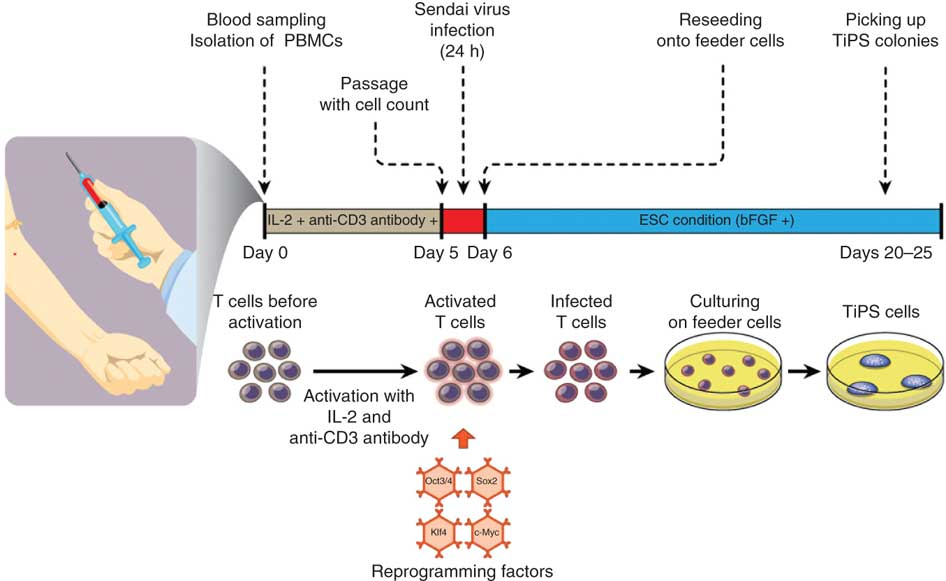 Blood sampling
Isolation of PBMCs
Sendai virus
infection
(24 h)
Reseeding
onto feeder cells
Picking up
TiPS colonies
Passage
with cell count
IL-2 + anti-CD3 antibody +
ESC condition (bFGF +)
Day 0
Day 5
Day 6
Days 20–25
T cells before
activation
Activated
T cells
Infected
T cells
Culturing
on feeder cells
TiPS cells
Activation with
IL-2 and
anti-CD3 antibody
Oct3/4
Sox2
Klf4
c-Myc
Reprogramming factors